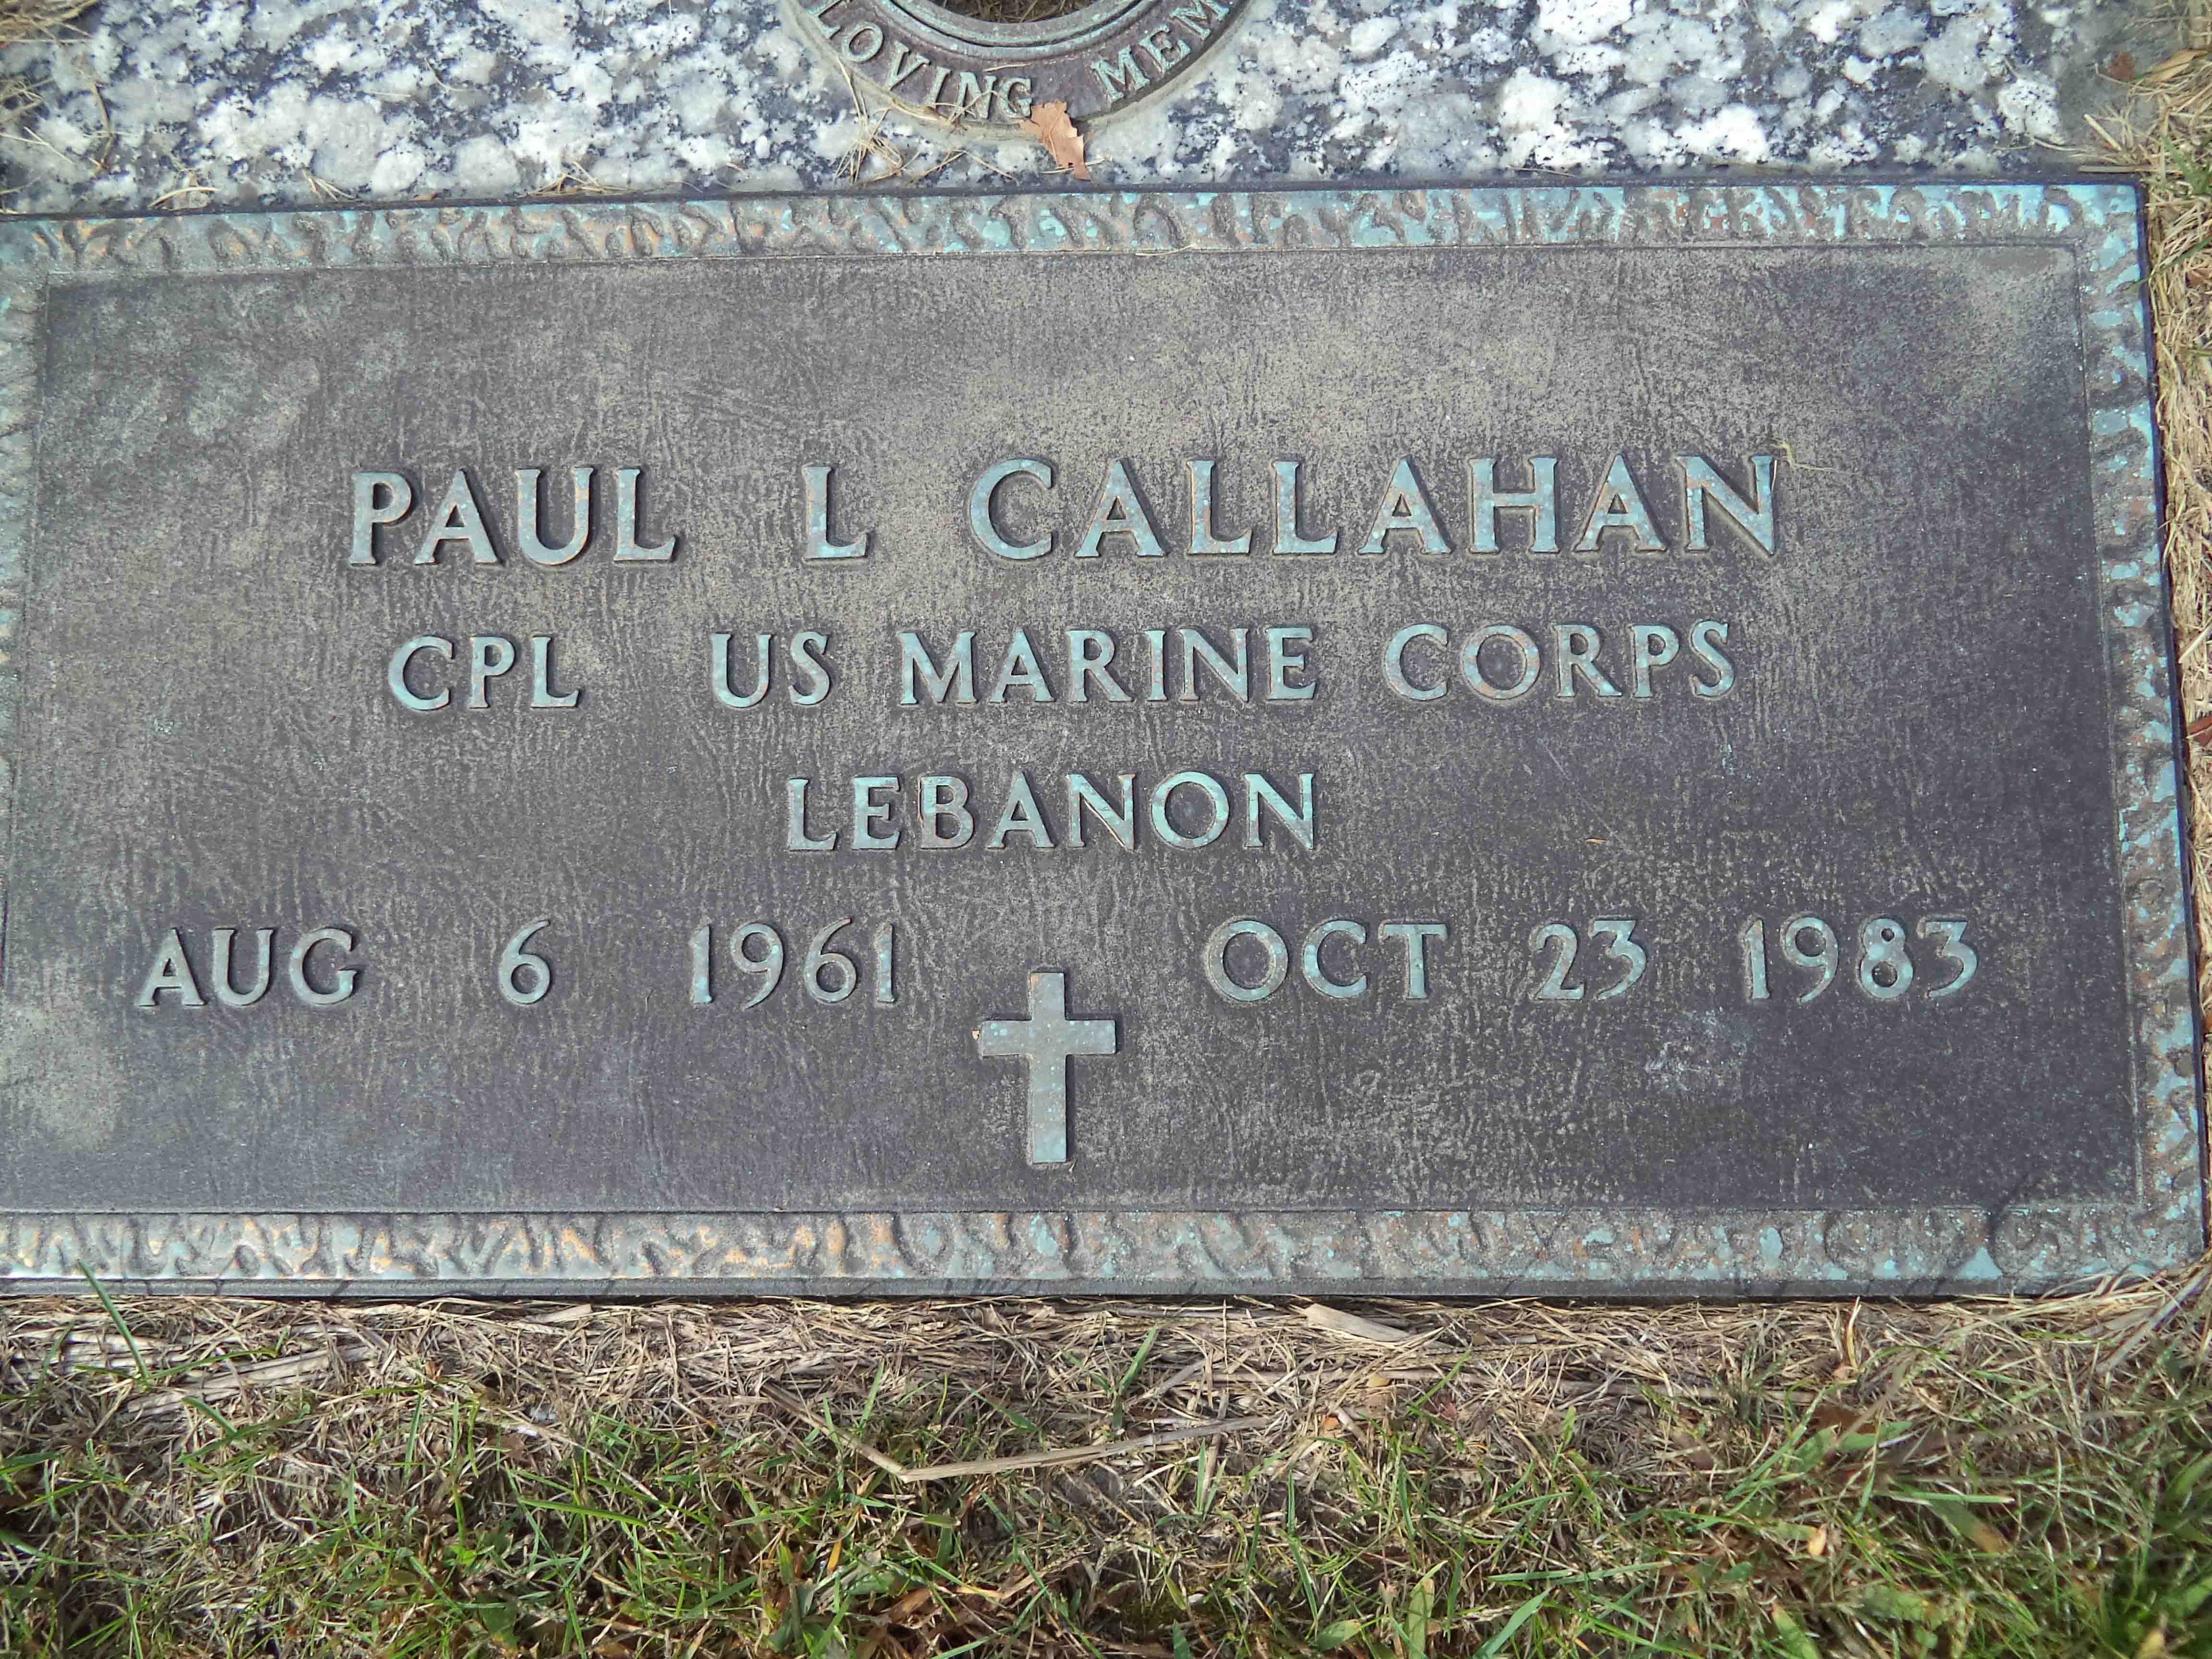 LOVING MEM
PAUL L CALLAHAN
CPL US MARINE CORPS
LEBANON
AUG 6 1961 OCT 23 1983